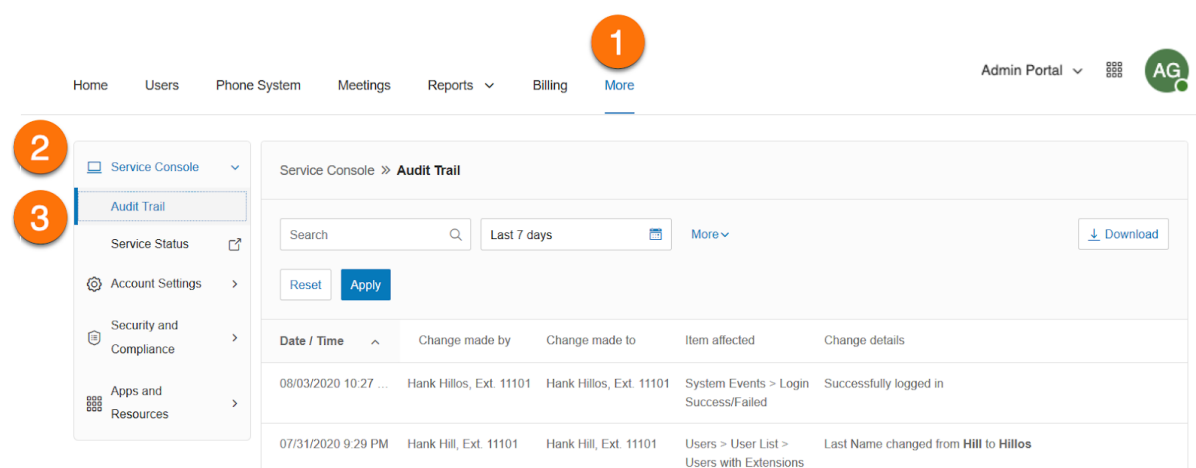 1
Home Users Phone System Meetings Reports Billing More
Admin Portal
AG
2
Service Console
3
Audit Trail
Service Status
Account Settings
Security and
Compliance
Apps and
Resources
Service Console » Audit Trail
Search
Last 7 days
More
Download
Reset
Apply
Date / Time Change made by Change made to Item affected Change details
08/03/2020 10:27 ... Hank Hillos, Ext. 11101 Hank Hillos, Ext. 11101 System Events > Login Successfully logged in
Success/Failed
07/31/2020 9:29 PM Hank Hill, Ext. 11101 Hank Hill, Ext. 11101 Users > User List > Last Name changed from Hill to Hillos
Users with Extensions